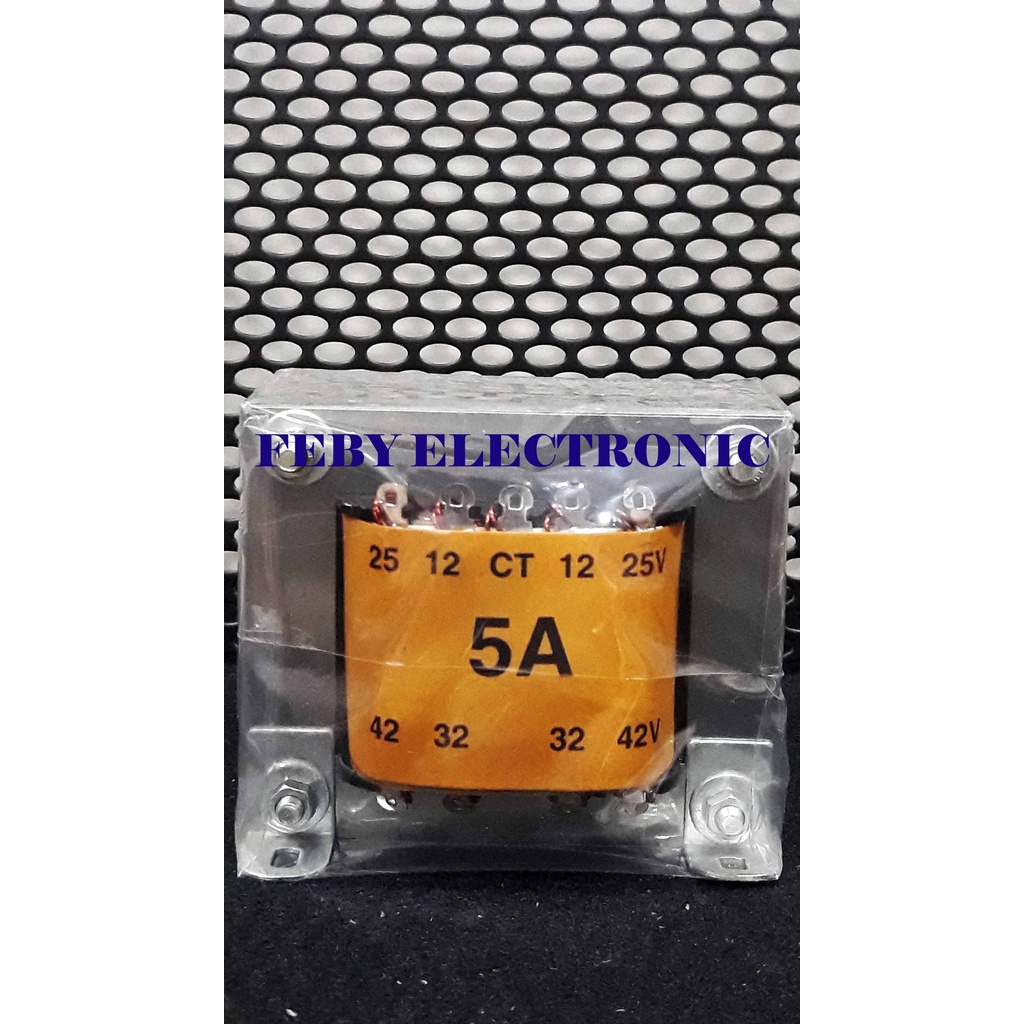 FEBY ELECTRONIC
25 12 CT 12 25V
5A
42 32 32 42V